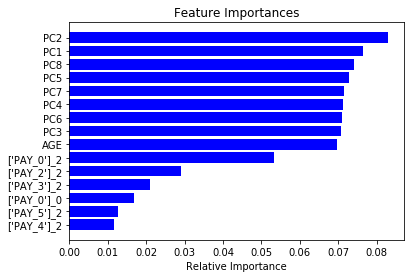 Feature Importances
PC2
PC1
PC8
PC5
PC7
PC4
PC6
PC3
AGE
['PAY_0']_2
['PAY_2']_2
['PAY_3']_2
['PAY_0']_0
['PAY_5']_2
['PAY_4']_2
0.00 0.01 0.02 0.03 0.04 0.05 0.06 0.07 0.08
Relative Importance